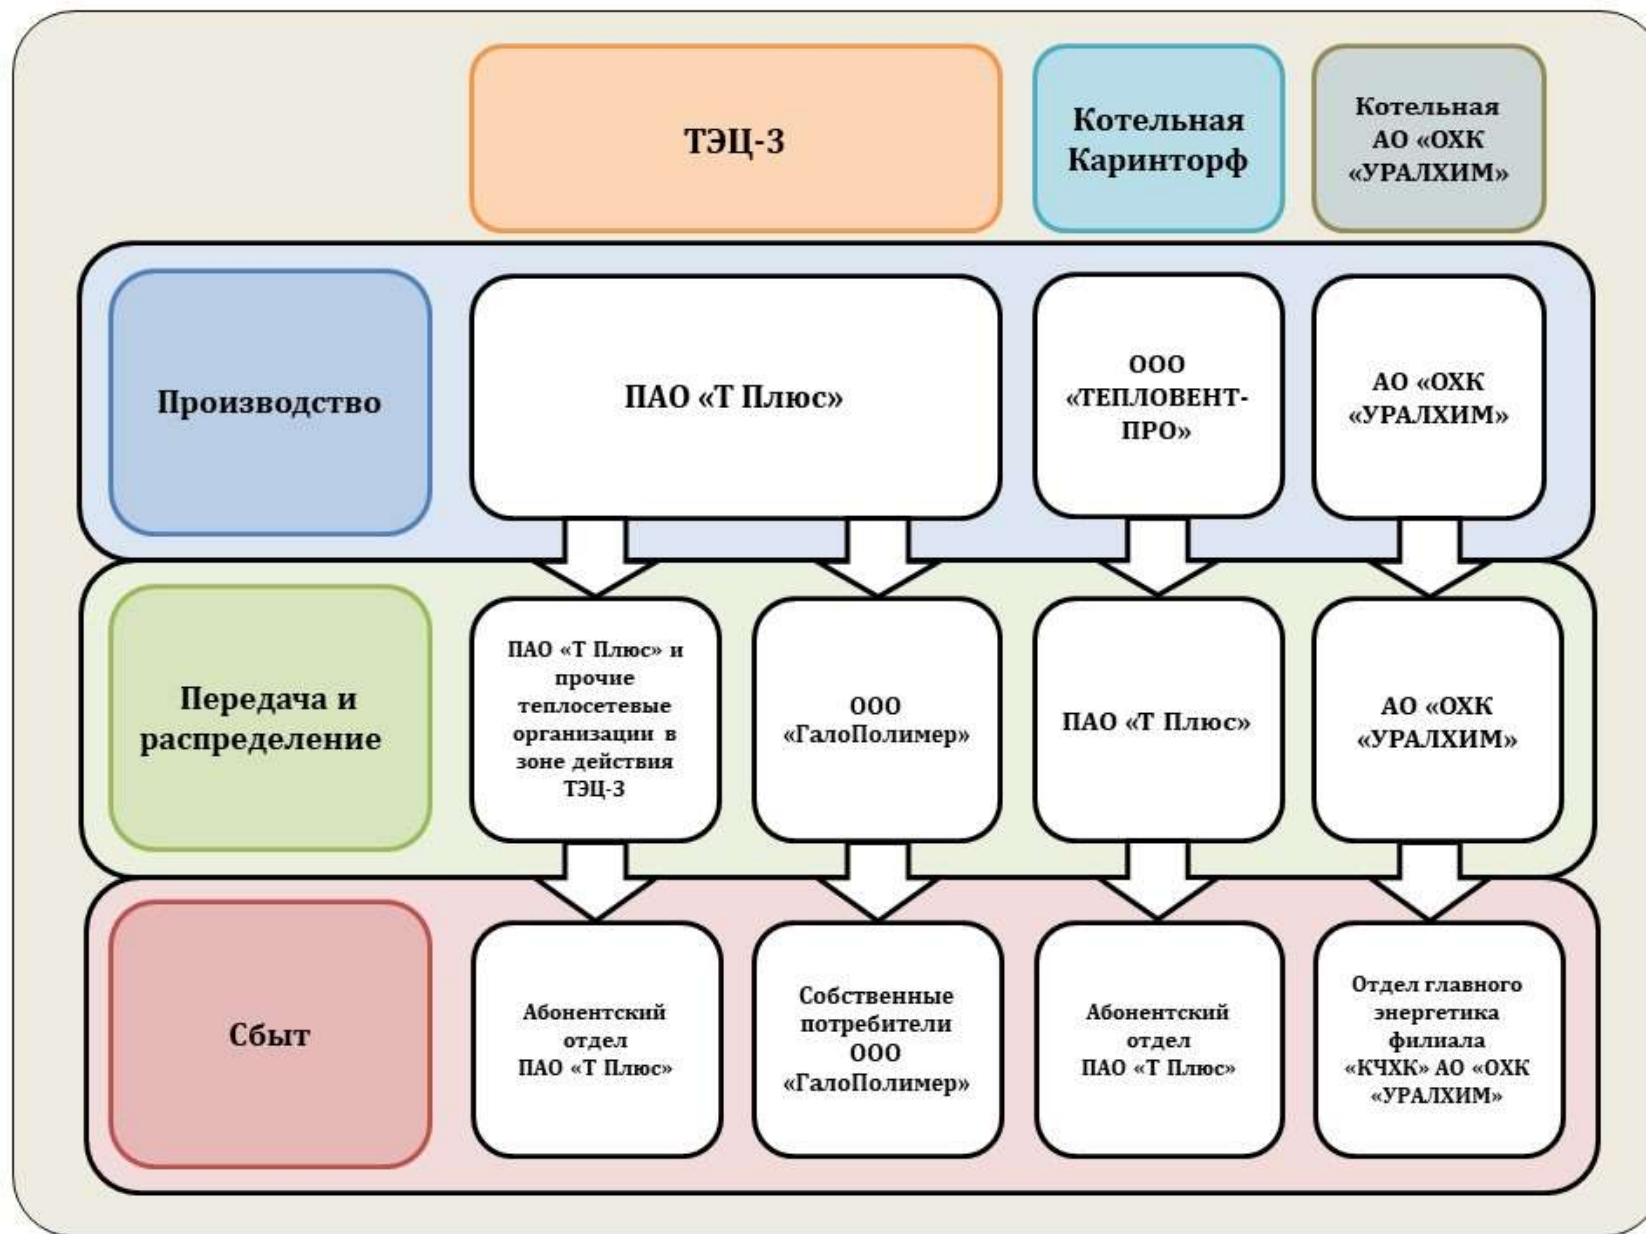 ТЭЦ-3
Котельная
Каринторф
Котельная
АО «ОХК
«УРАЛХИМ»
Производство
ПАО «Т Плюс»
ООО
«ТЕПЛОВЕНТ-
ПРО»
АО «ОХК
«УРАЛХИМ»
Передача и
распределение
ПАО «Т Плюс» и
прочие
теплосетевые
организации в
зоне действия
ТЭЦ-3
ООО
«ГалоПолимер»
ПАО «Т Плюс»
АО «ОХК
«УРАЛХИМ»
Сбыт
Абонентский
отдел
ПАО «Т Плюс»
Собственные
потребители
ООО
«ГалоПолимер»
Абонентский
отдел
ПАО «Т Плюс»
Отдел главного
энергетика
филиала
«КЧХК» АО «ОХК
«УРАЛХИМ»